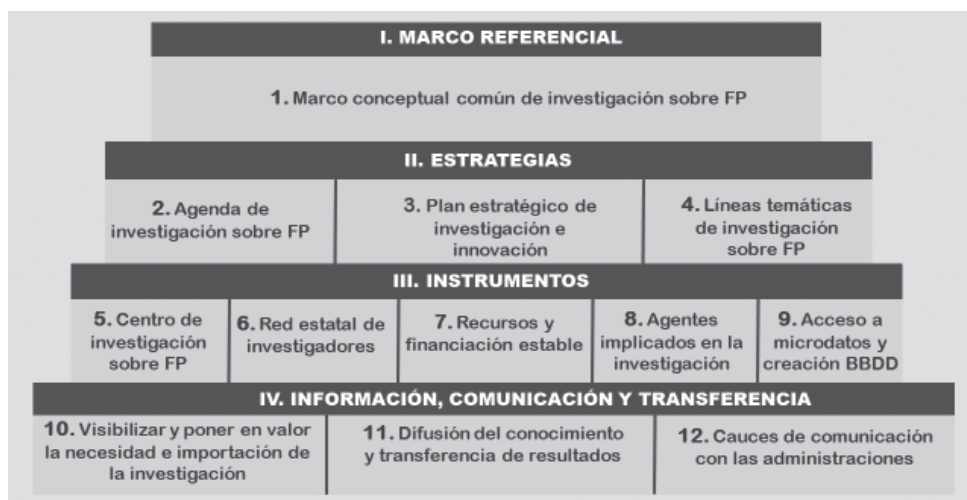 I. MARCO REFERENCIAL
1. Marco conceptual común de investigación sobre FP
II. ESTRATEGIAS
2. Agenda de
investigación sobre FP
3. Plan estratégico de
investigación e
innovación
4. Líneas temáticas
de investigación
sobre FP
III. INSTRUMENTOS
5. Centro de
investigación
sobre FP
6. Red estatal de
investigadores
7. Recursos y
financiación estable
8. Agentes
implicados en la
investigación
9. Acceso a
microdatos y
creación BBDD
IV. INFORMACIÓN, COMUNICACIÓN Y TRANSFERENCIA
10. Visibilizar y poner en valor
la necesidad e importación de
la investigación
11. Difusión del conocimiento
y transferencia de resultados
12. Cauces de comunicación
con las administraciones